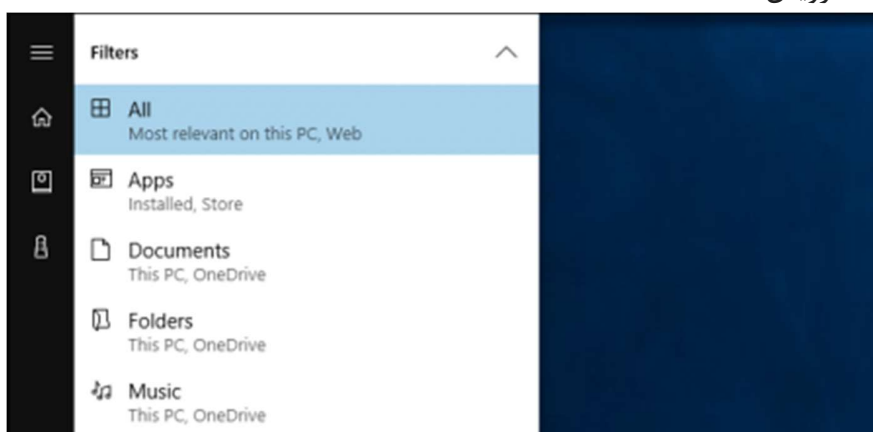 Filters
All
Most relevant on this PC, Web
Apps
Installed, Store
Documents
This PC, OneDrive
Folders
This PC, OneDrive
Music
This PC, OneDrive